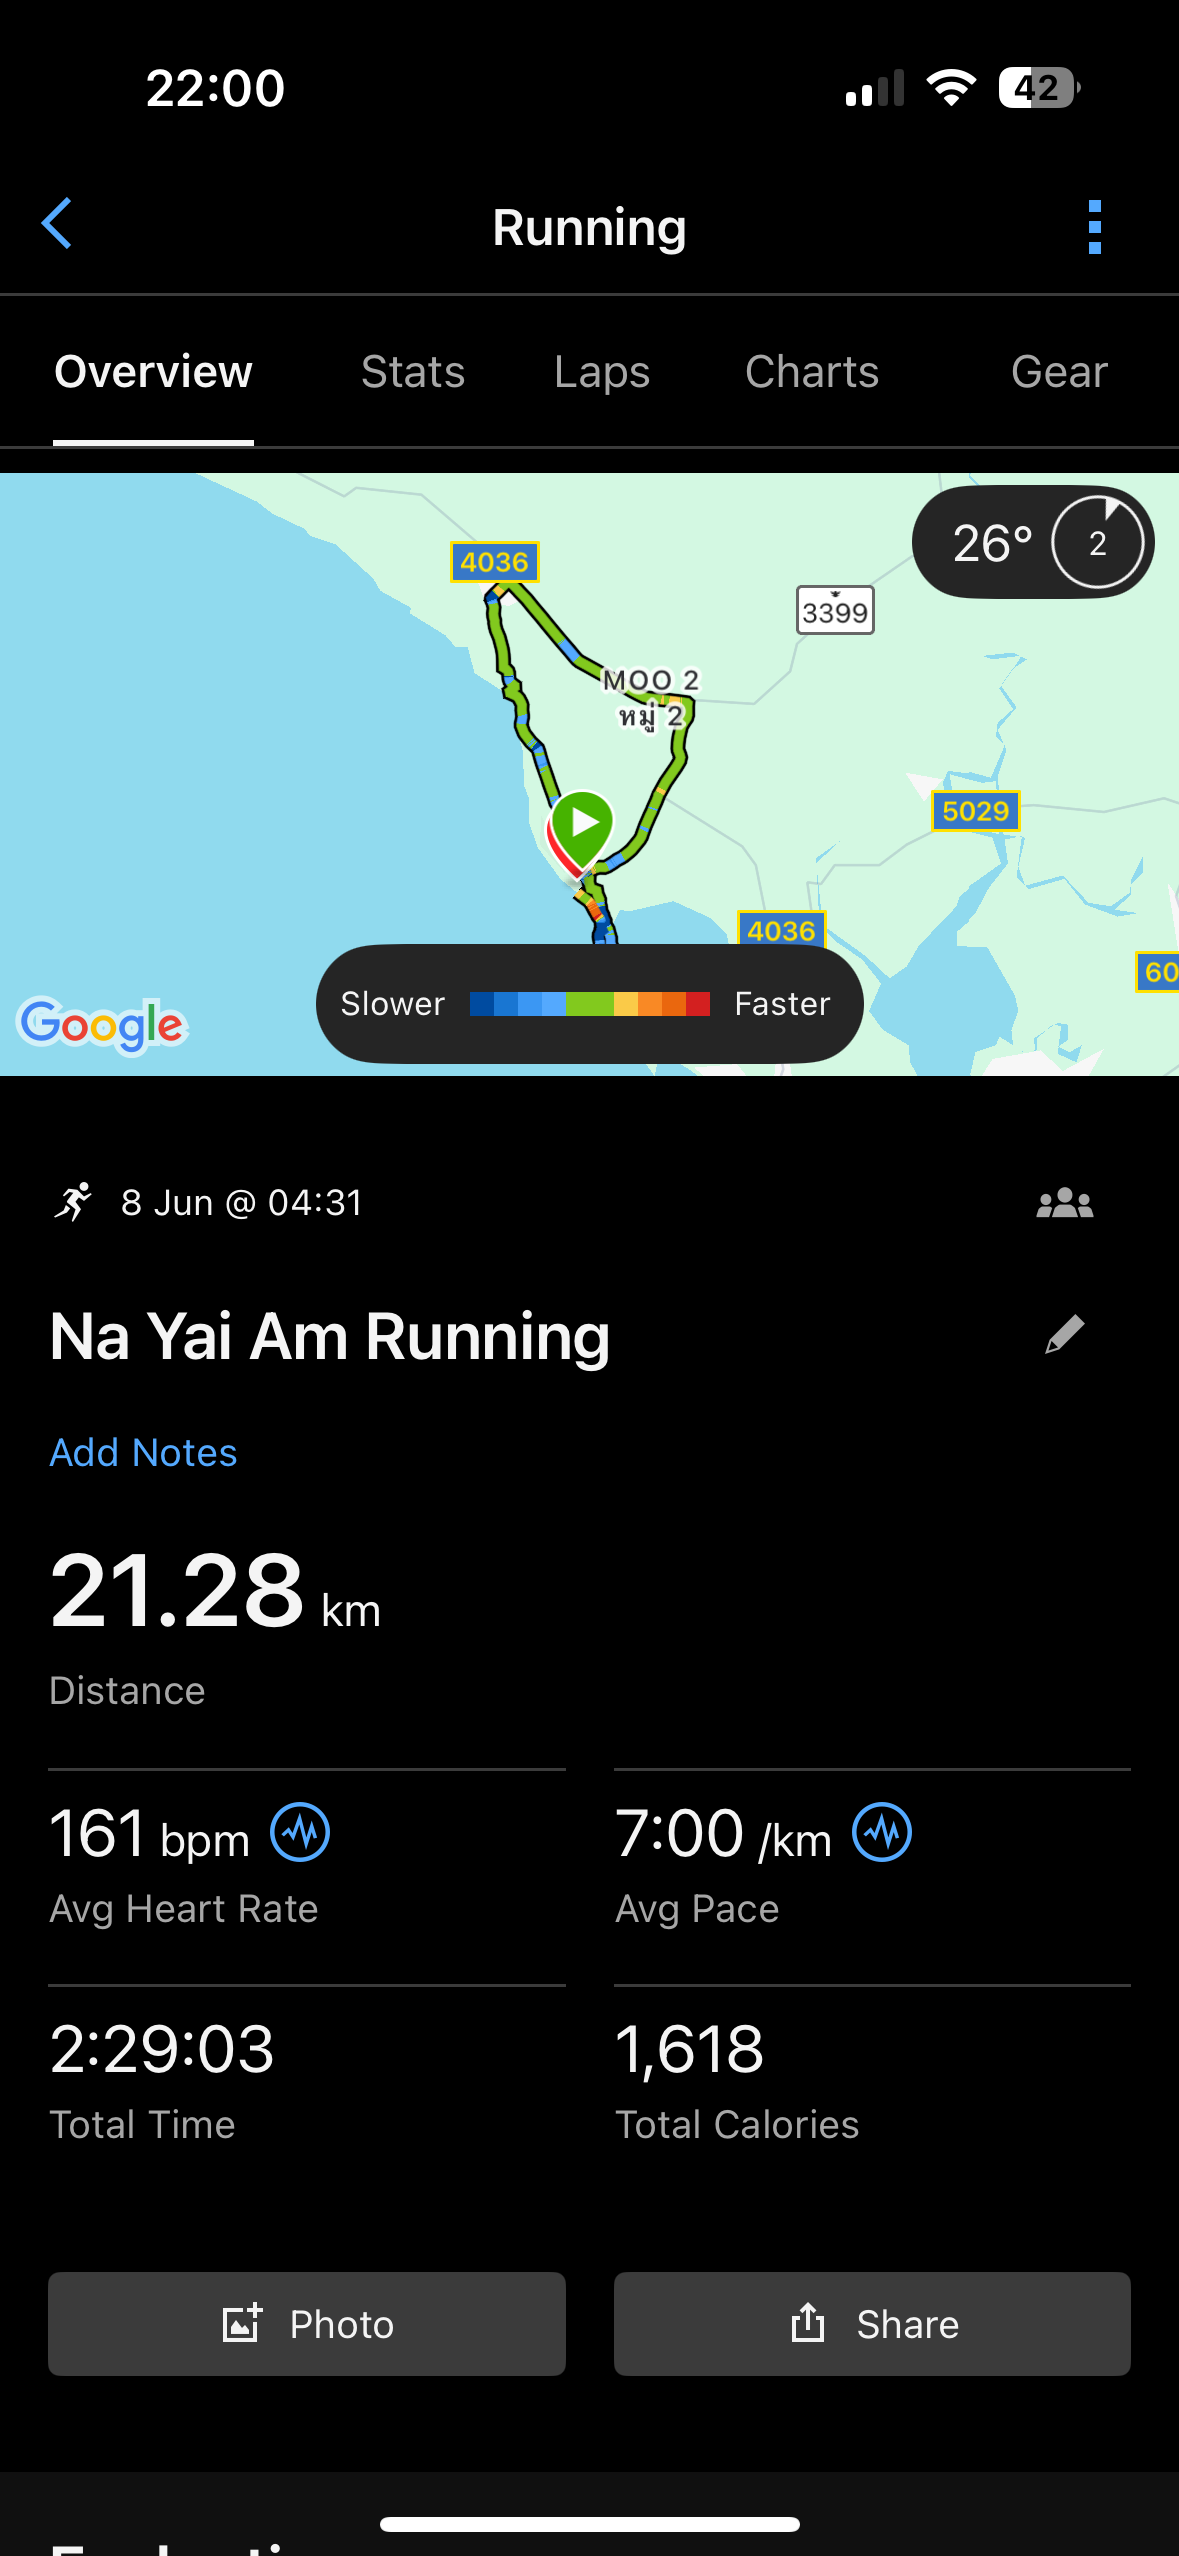 22:00
42
Running
Overview Stats Laps Charts Gear
4036
26° 2
3399
MOO 2
หมู่ 2
5029
4036
60
Google
Slower Faster
8 Jun @ 04:31
Na Yai Am Running
Add Notes
21.28 km
Distance
161 bpm 7:00 /km
Avg Heart Rate Avg Pace
2:29:03 1,618
Total Time Total Calories
Photo Share